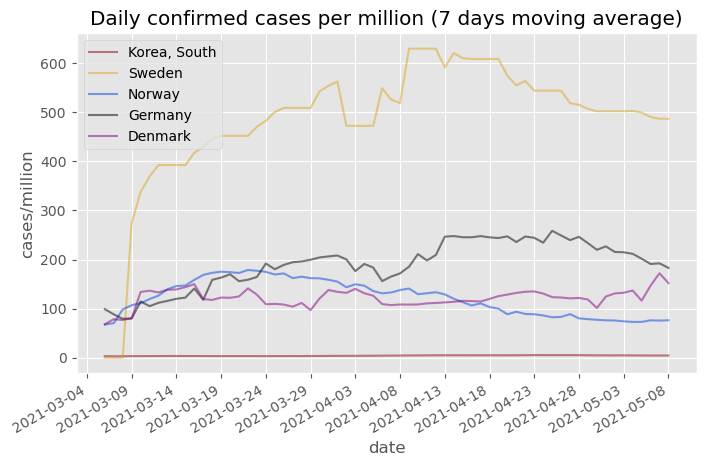 Daily confirmed cases per million (7 days moving average)
Korea, South
Sweden
Norway
Germany
Denmark
cases/million
600
500
400
300
200
100
0
2021-03-04
2021-03-09
2021-03-14
2021-03-19
2021-03-24
2021-03-29
2021-04-03
2021-04-08
2021-04-13
2021-04-18
2021-04-23
2021-04-28
2021-05-03
2021-05-08
date